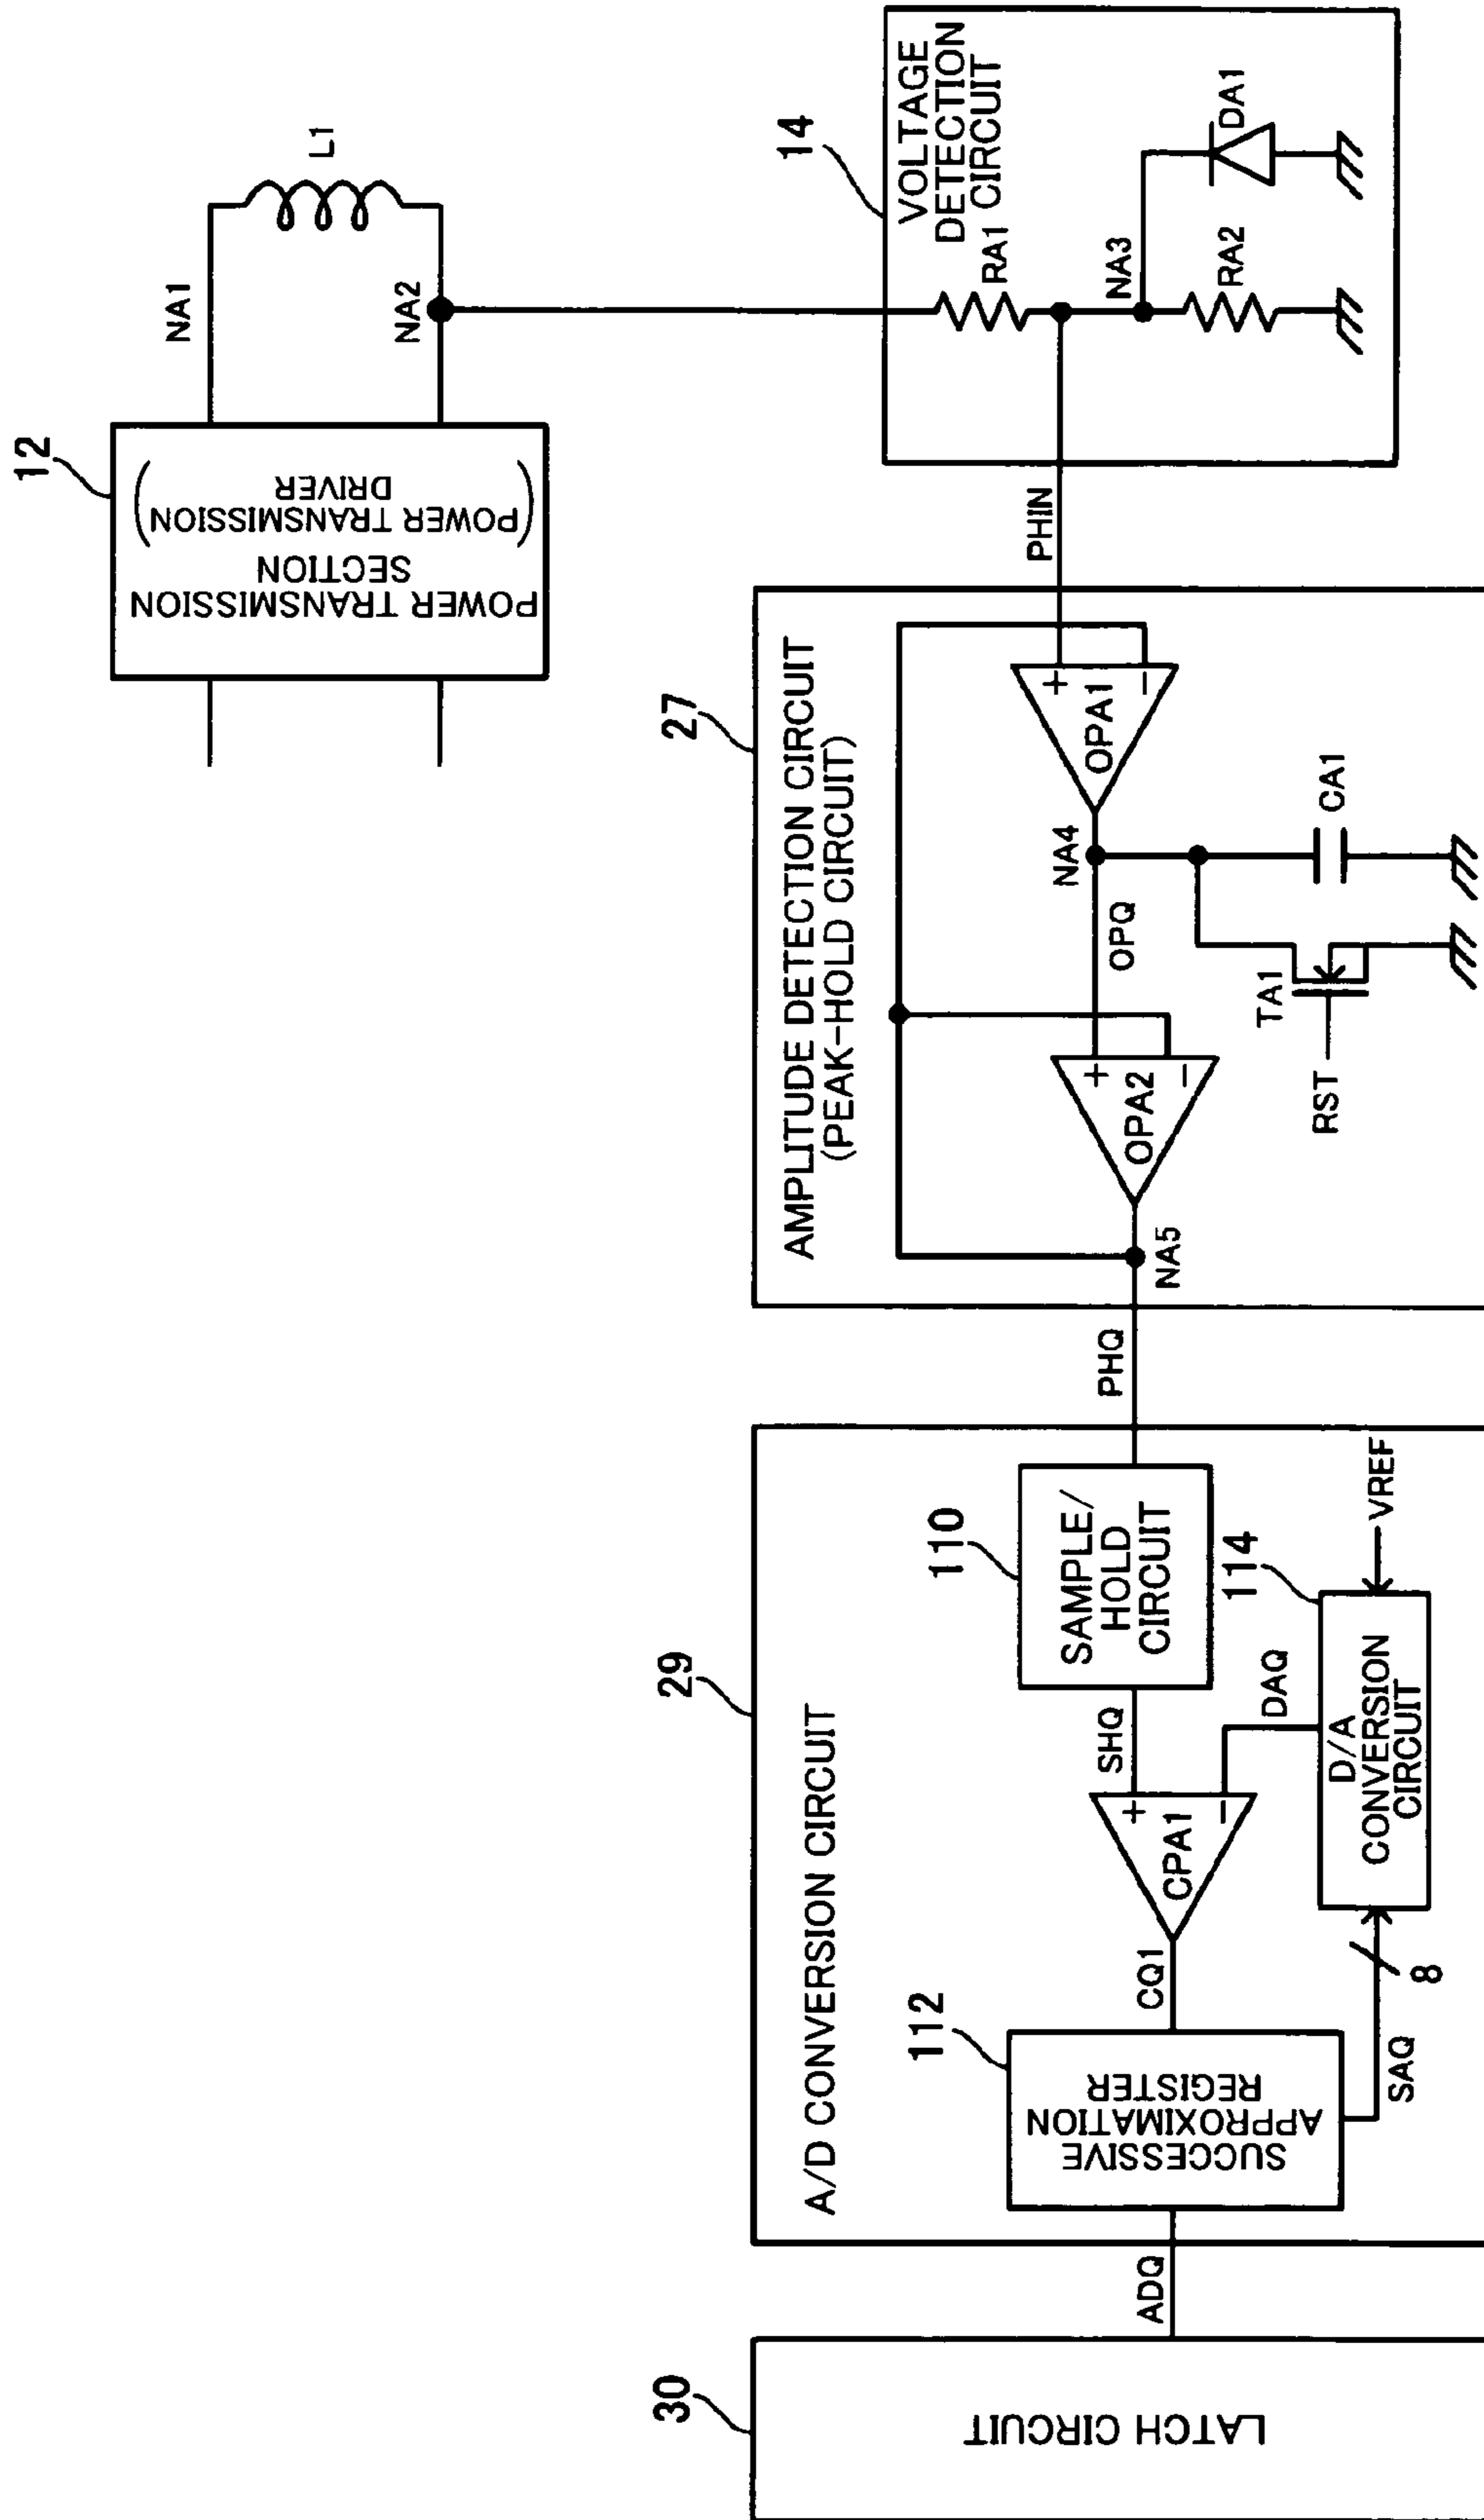 12
POWER TRANSMISSION
SECTION
(POWER TRANSMISSION
DRIVER)
NA1
NA2
L1
14
VOLTAGE
DETECTION
CIRCUIT
RA1
NA3
RA2
DA1
PHIN
27
AMPLITUDE DETECTION CIRCUIT
(PEAK-HOLD CIRCUIT)
+
−
OPA1
NA4
OPQ
CA1
TA1
RST
+
−
OPA2
NA5
PHQ
29
A/D CONVERSION CIRCUIT
110
SAMPLE/
HOLD
CIRCUIT
SHQ
114
D/A
CONVERSION
CIRCUIT
VREF
DAQ
+
−
CPA1
CQ1
112
SUCCESSIVE
APPROXIMATION
REGISTER
SAQ
8
ADQ
30
LATCH CIRCUIT